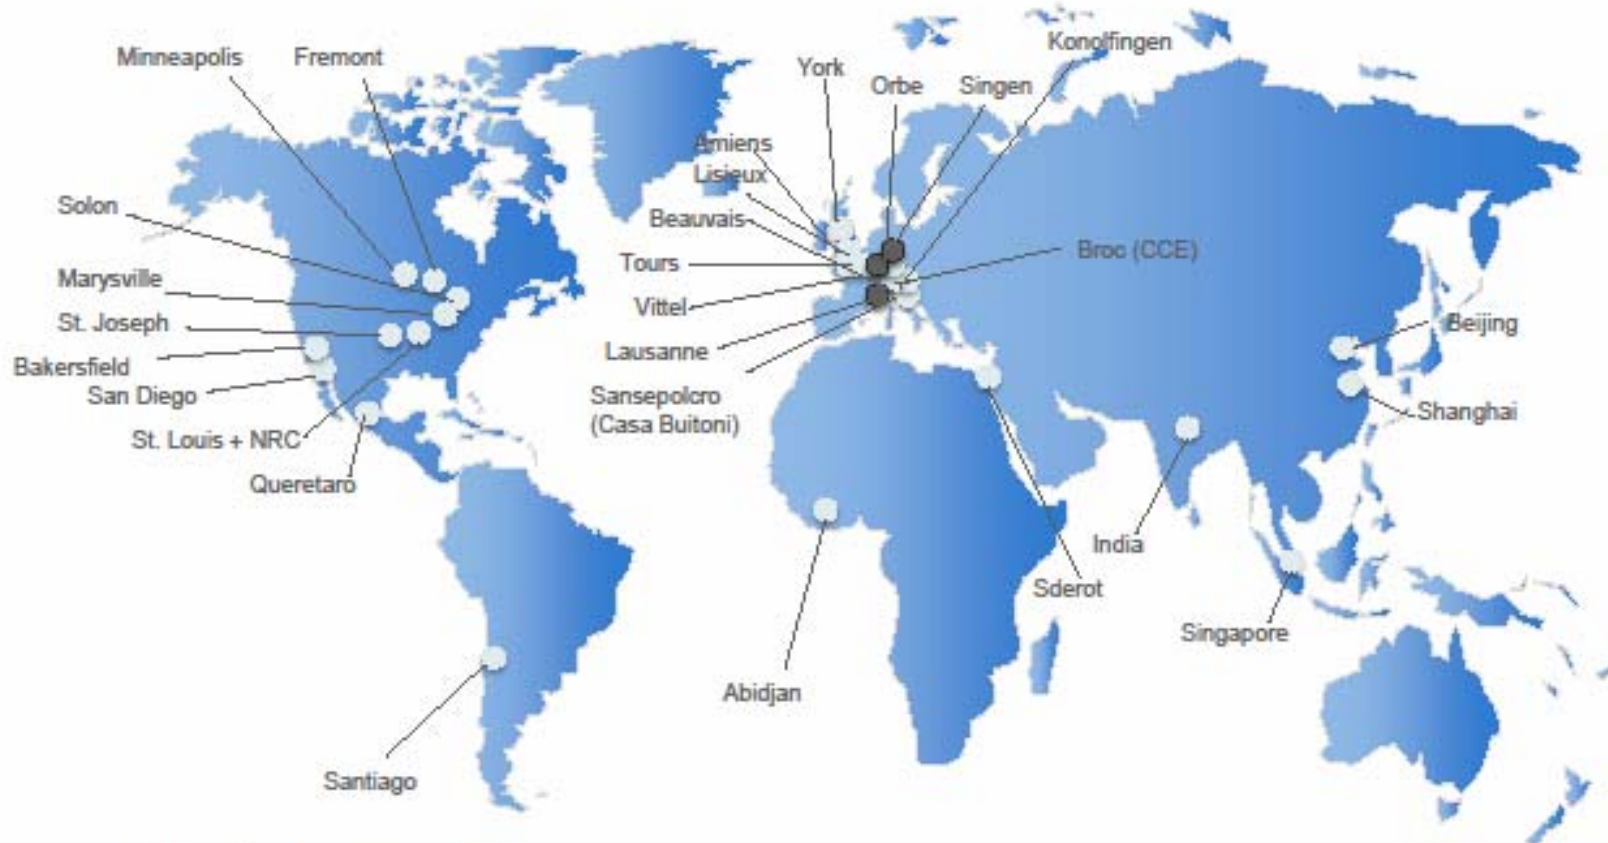 Konolfingen
Minneapolis
Fremont
York
Orbe
Singen
Amiens
Lisieux
Solon
Beauvais
Broc (CCE)
Tours
Marysville
Vittel
St. Joseph
Beijing
Lausanne
Bakersfield
San Diego
Sansepolcro
(Casa Buitoni)
Shanghai
St. Louis + NRC
Queretaro
India
Sderot
Singapore
Abidjan
Santiago